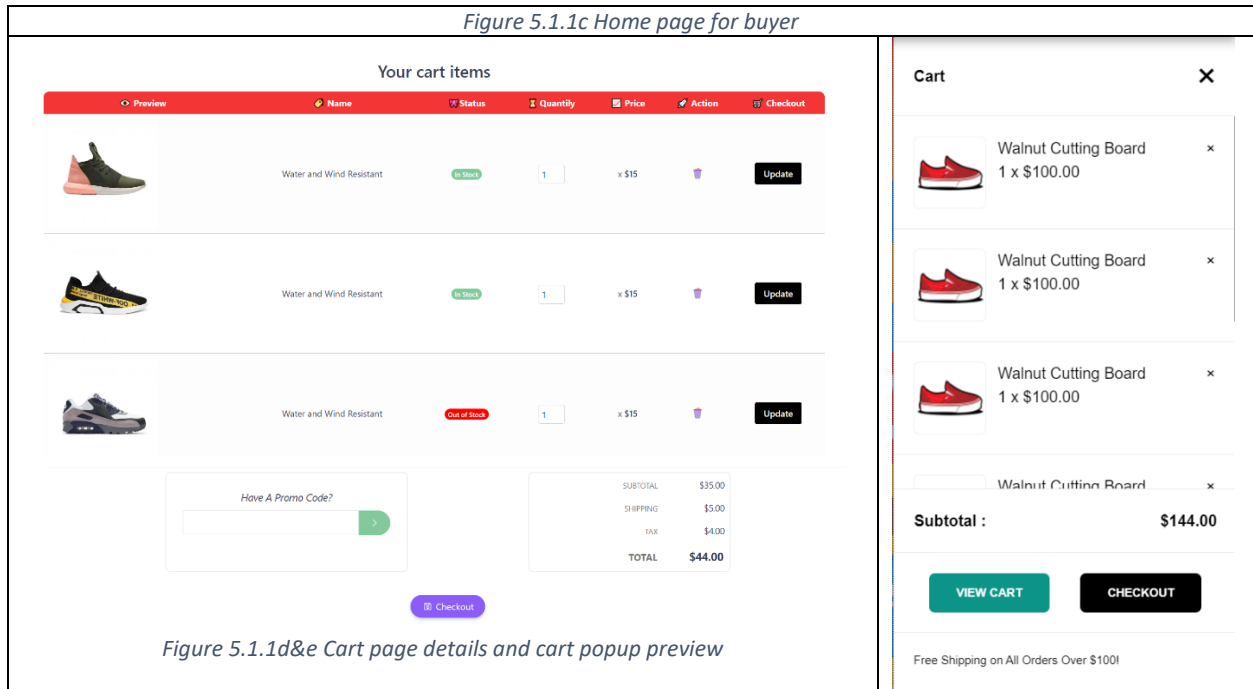 Figure 5.1.1c Home page for buyer
Your cart items
Preview Name Status Quantily Price Action Checkout
Water and Wind Resistant In Stock 1 x $15 Update
OFF-WHITE
Water and Wind Resistant In Stock 1 x $15 Update
Water and Wind Resistant Out of Stock 1 x $15 Update
Have A Promo Code?
SUBTOTAL $35.00
SHIPPING $5.00
TAX $4.00
TOTAL $44.00
Checkout
Figure 5.1.1d&e Cart page details and cart popup preview
Cart
Walnut Cutting Board ×
1 x $100.00
Walnut Cutting Board ×
1 x $100.00
Walnut Cutting Board ×
1 x $100.00
Walnut Cutting Board ×
Subtotal : $144.00
VIEW CART CHECKOUT
Free Shipping on All Orders Over $100!